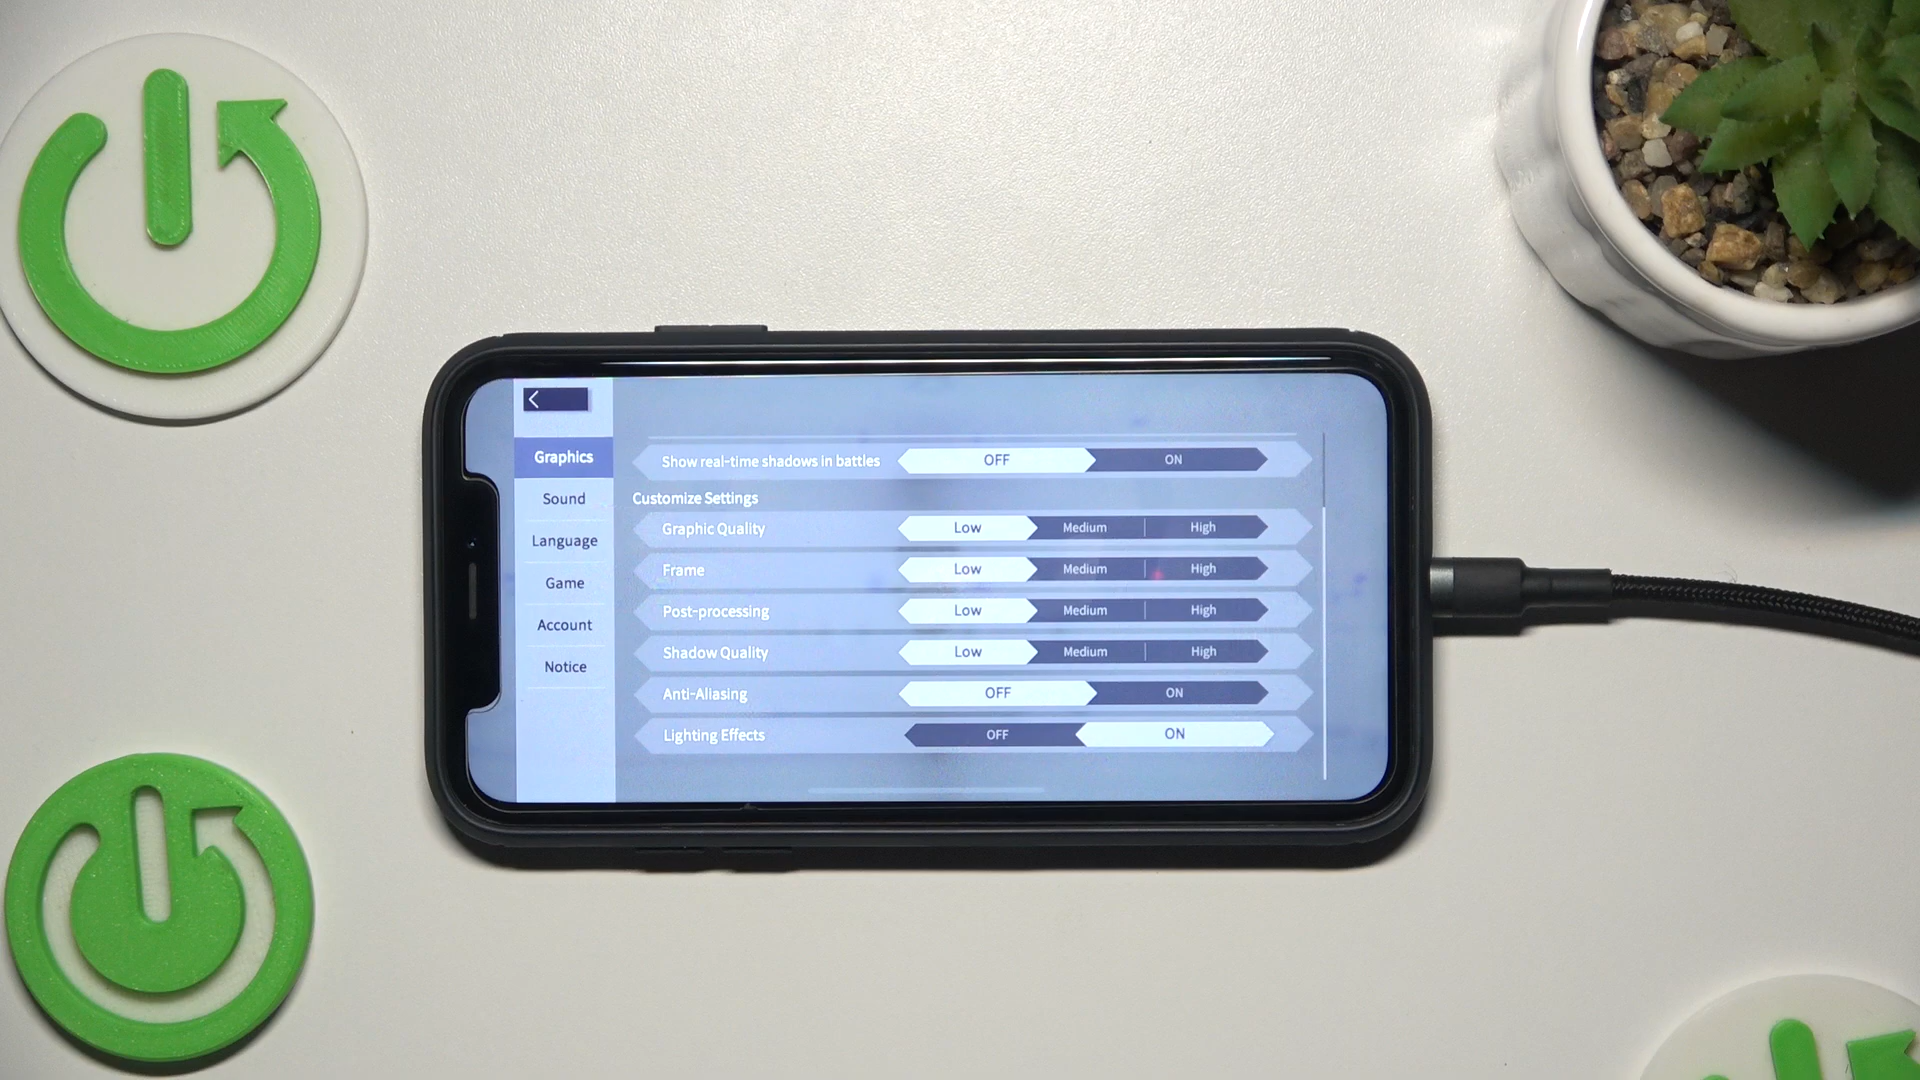 Graphics
Sound
Language
Game
Account
Notice
Show real-time shadows in battles OFF ON
Customize Settings
Graphic Quality Low Medium High
Frame Low Medium High
Post-processing Low Medium High
Shadow Quality Low Medium High
Anti-Aliasing OFF ON
Lighting Effects OFF ON